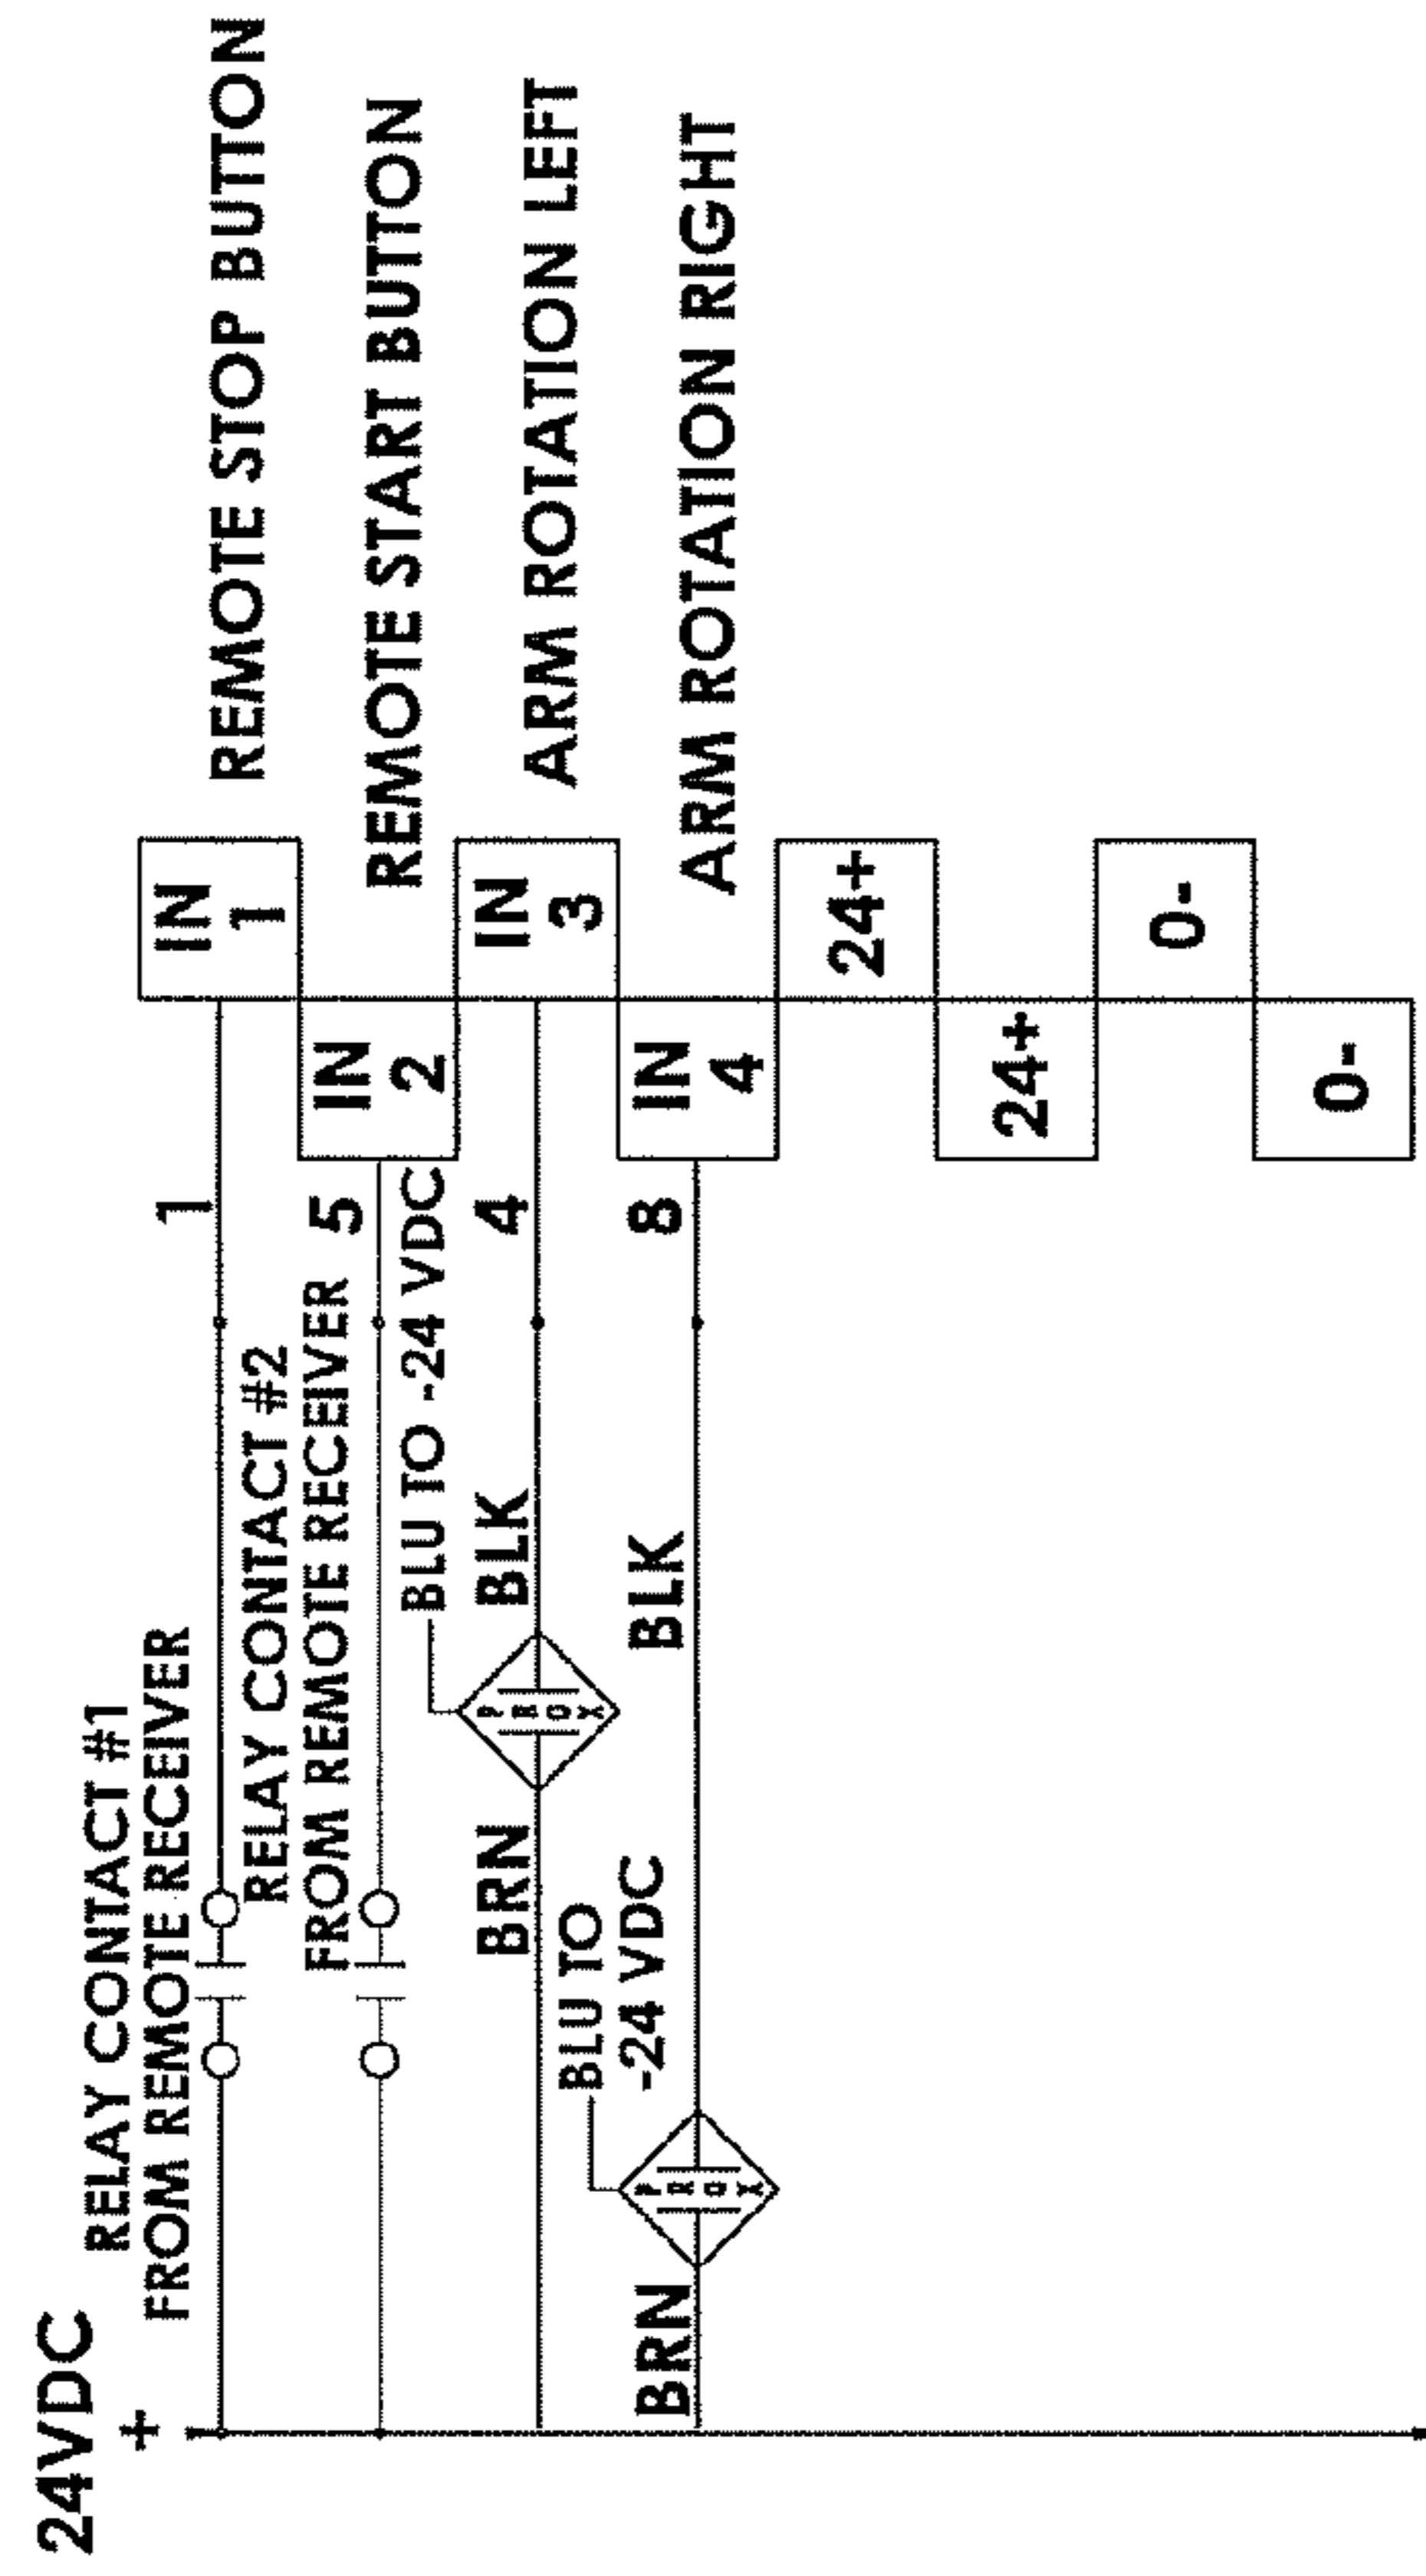 24VDC
+
RELAY CONTACT #1
FROM REMOTE RECEIVER
1
IN
1
REMOTE STOP BUTTON
RELAY CONTACT #2
FROM REMOTE RECEIVER
5
IN
2
REMOTE START BUTTON
BLU TO -24 VDC
BRN
PROX
BLK
4
IN
3
ARM ROTATION LEFT
BLU TO
-24 VDC
BRN
PROX
BLK
8
IN
4
ARM ROTATION RIGHT
24+
24+
0-
0-